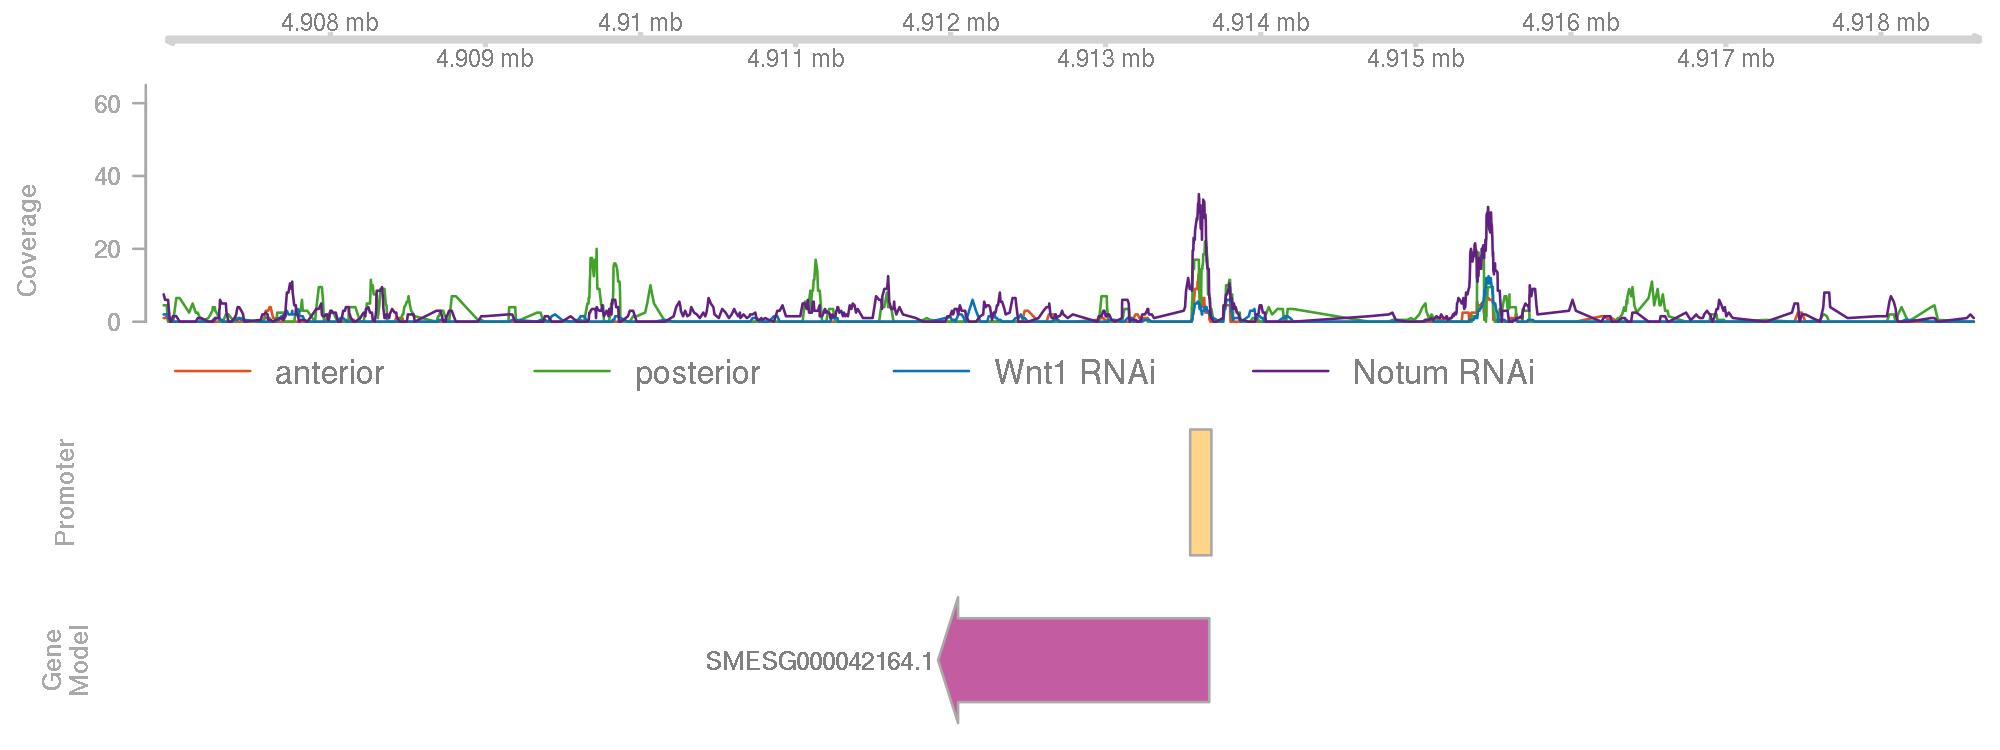 4.908 mb 4.91 mb 4.912 mb 4.914 mb 4.916 mb 4.918 mb
4.909 mb 4.911 mb 4.913 mb 4.915 mb 4.917 mb
60
40
20
0
Coverage
anterior posterior Wnt1 RNAi Notum RNAi
Promoter
Gene
Model
SMESG000042164.1